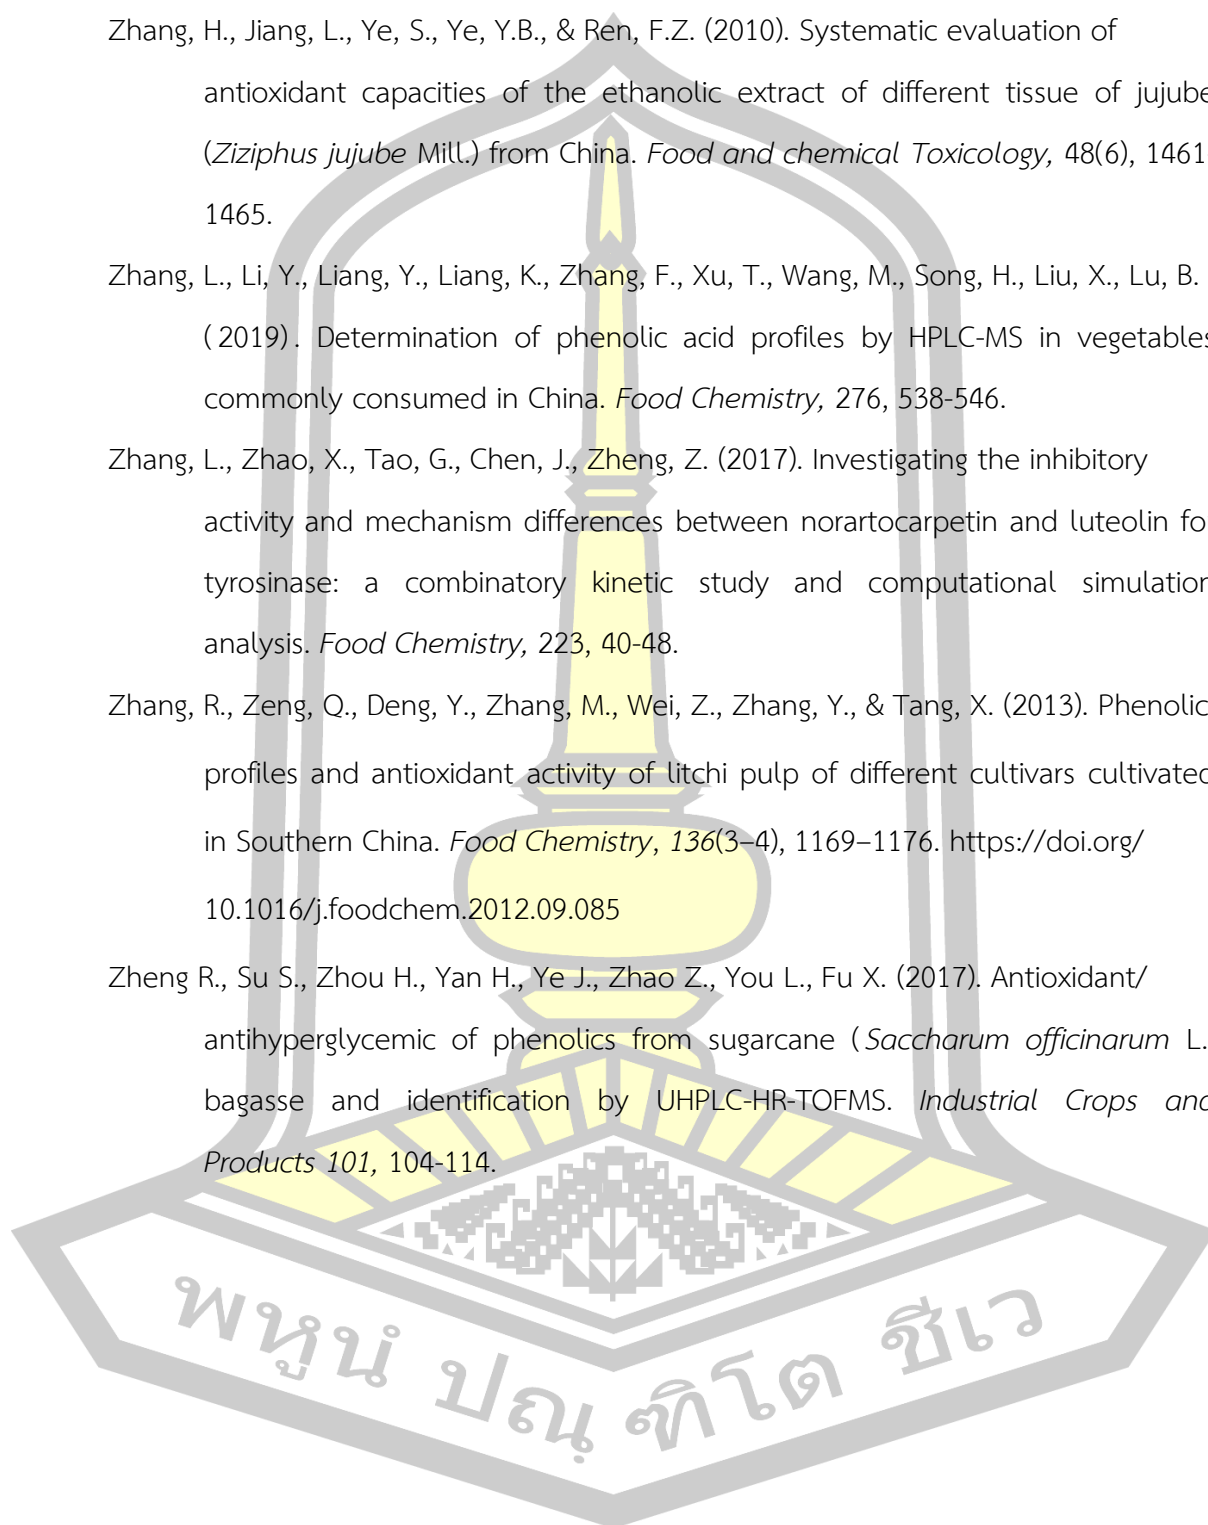 Zhang, H., Jiang, L., Ye, S., Ye, Y.B., & Ren, F.Z. (2010). Systematic evaluation of
antioxidant capacities of the ethanolic extract of different tissue of jujube
(Ziziphus jujube Mill.) from China. Food and chemical Toxicology, 48(6), 1461
1465.
Zhang, L., Li, Y., Liang, Y., Liang, K., Zhang, F., Xu, T., Wang, M., Song, H., Liu, X., Lu, B.
(2019). Determination of phenolic acid profiles by HPLC-MS in vegetables
commonly consumed in China. Food Chemistry, 276, 538-546.
Zhang, L., Zhao, X., Tao, G., Chen, J., Zheng, Z. (2017). Investigating the inhibitory
activity and mechanism differences between norartocarpetin and luteolin fo
tyrosinase: a combinatory kinetic study and computational simulation
analysis. Food Chemistry, 223, 40-48.
Zhang, R., Zeng, Q., Deng, Y., Zhang, M., Wei, Z., Zhang, Y., & Tang, X. (2013). Phenolic
profiles and antioxidant activity of litchi pulp of different cultivars cultivated
in Southern China. Food Chemistry, 136(3–4), 1169–1176. https://doi.org/
10.1016/j.foodchem.2012.09.085
Zheng R., Su S., Zhou H., Yan H., Ye J., Zhao Z., You L., Fu X. (2017). Antioxidant/
antihyperglycemic of phenolics from sugarcane (Saccharum officinarum L.
bagasse and identification by UHPLC-HR-TOFMS. Industrial Crops and
Products 101, 104-114.
พหูนํ ปณฺฑิโต ชีเว